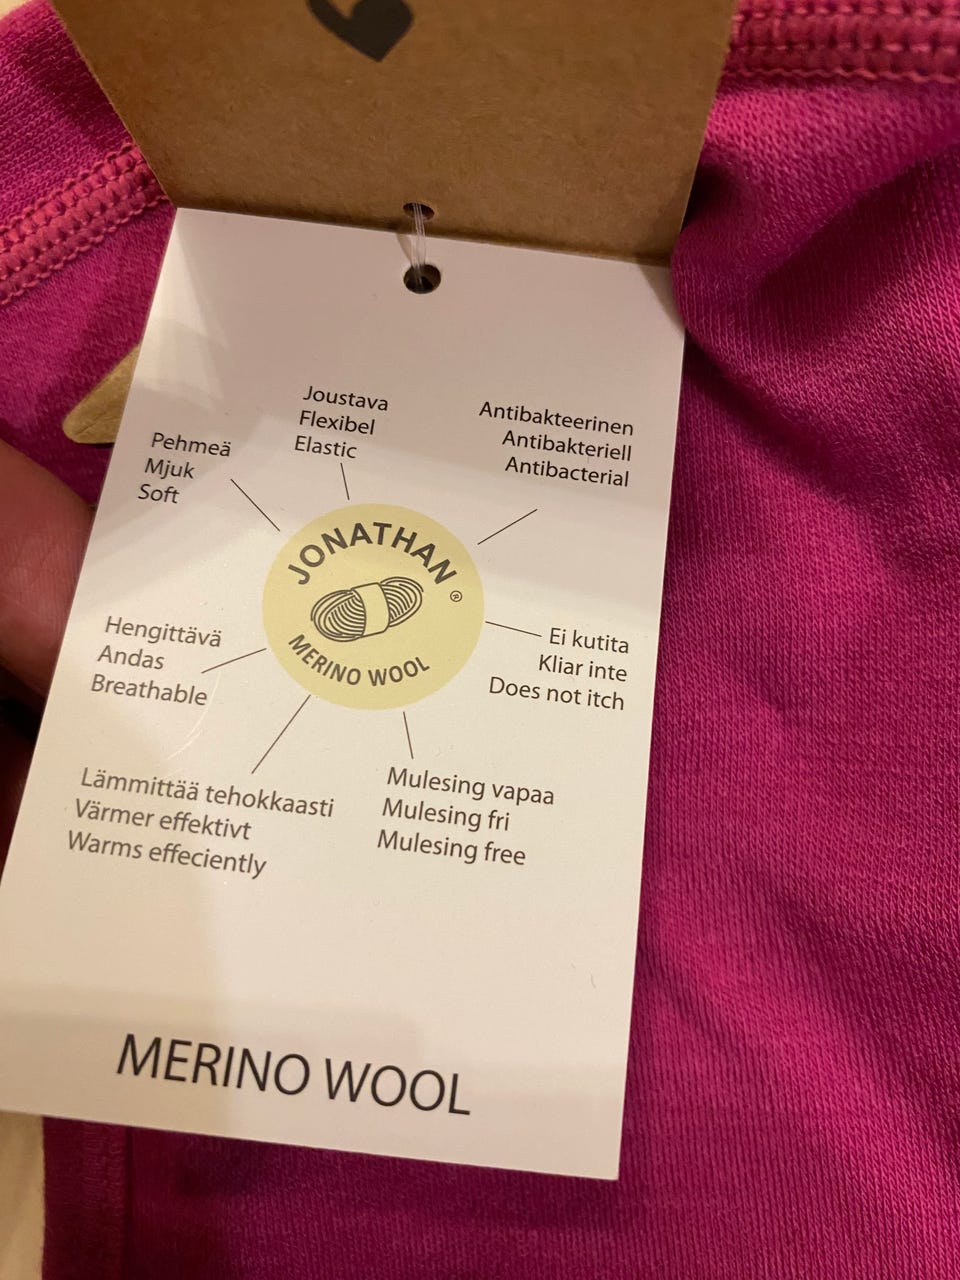 Joustava
Flexibel
Elastic
Antibakteerinen
Antibakteriell
Antibacterial
Pehmeä
Mjuk
Soft
JONATHAN ®
MERINO WOOL
Hengittävä
Andas
Breathable
Ei kutita
Kliar inte
Does not itch
Lämmittää tehokkaasti
Värmer effektivt
Warms effeciently
Mulesing vapaa
Mulesing fri
Mulesing free
MERINO WOOL